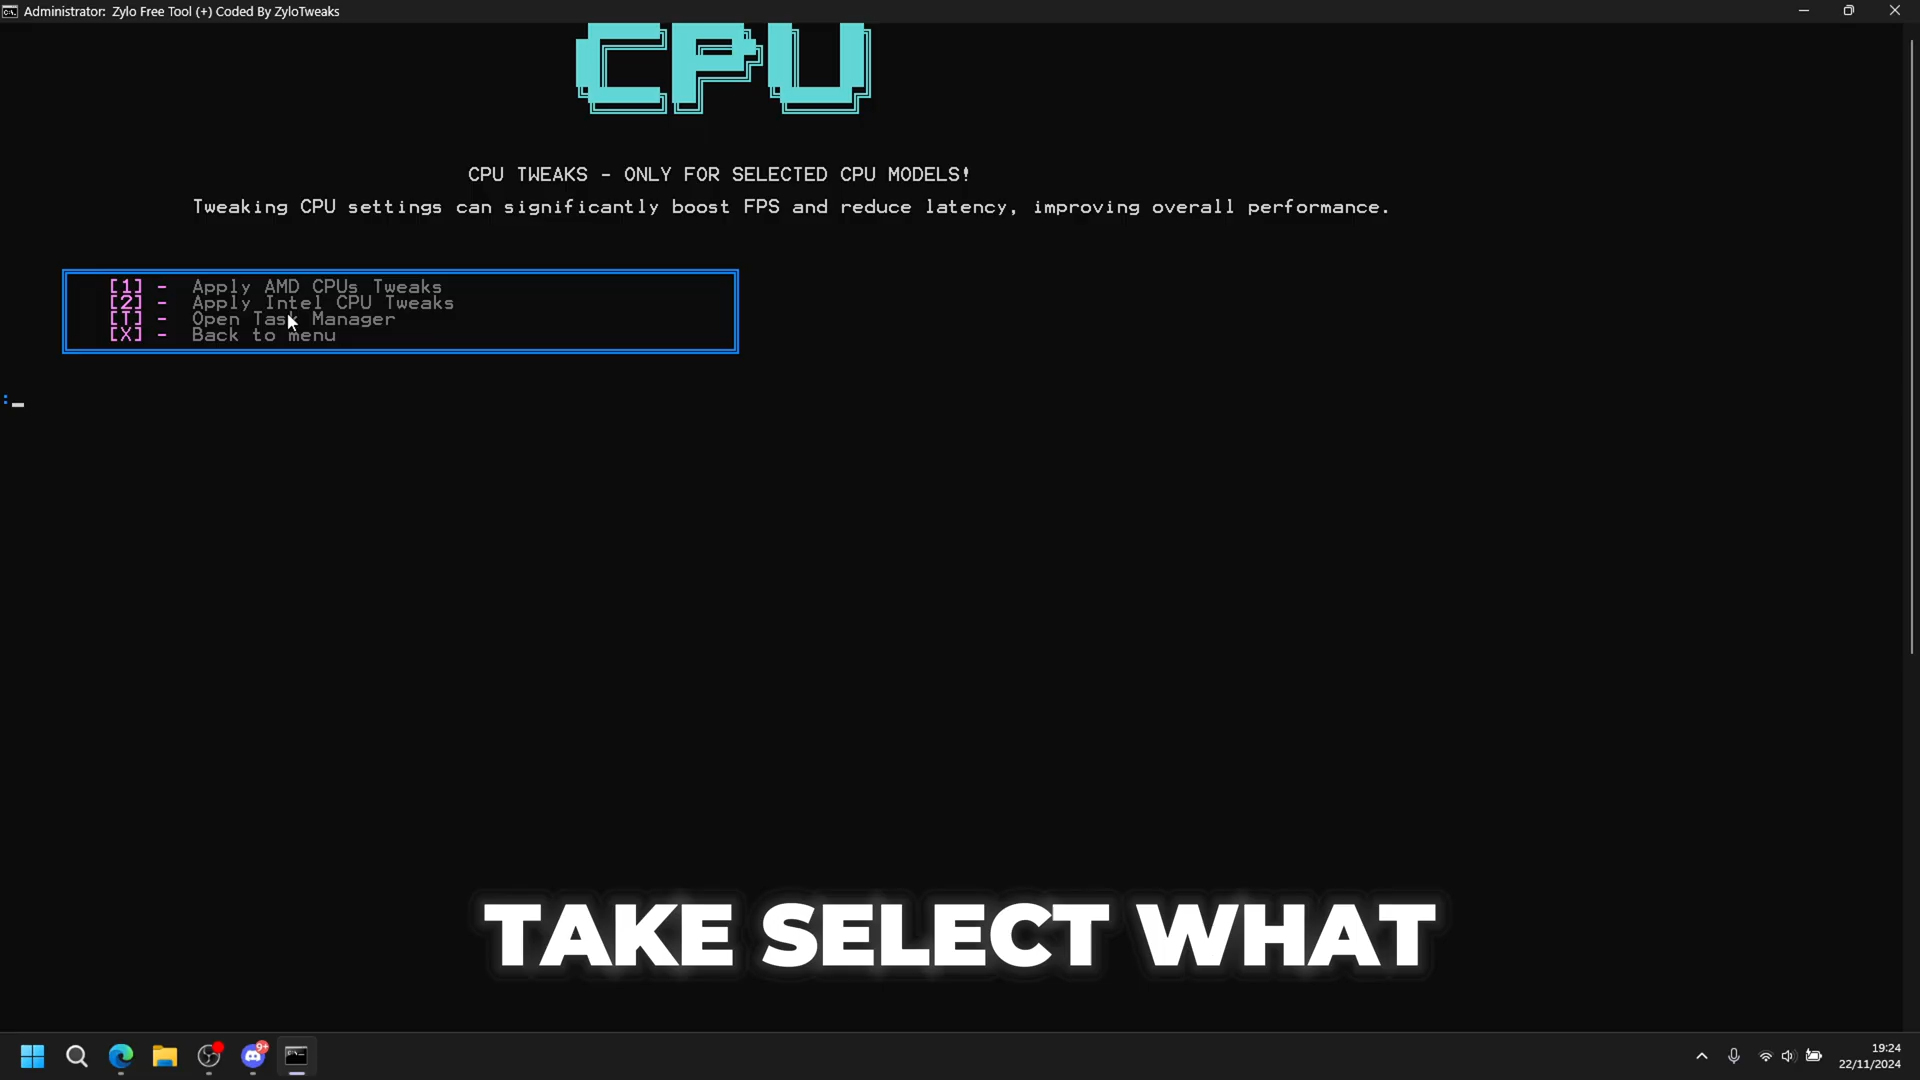 Administrator: Zylo Free Tool (+) Coded By ZyloTweaks
CPU
CPU TWEAKS - ONLY FOR SELECTED CPU MODELS!
Tweaking CPU settings can significantly boost FPS and reduce latency, improving overall performance.
[1] - Apply AMD CPUs Tweaks
[2] - Apply Intel CPU Tweaks
[T] - Open Task Manager
[X] - Back to menu
:_
TAKE SELECT WHAT
9+
19:24
22/11/2024